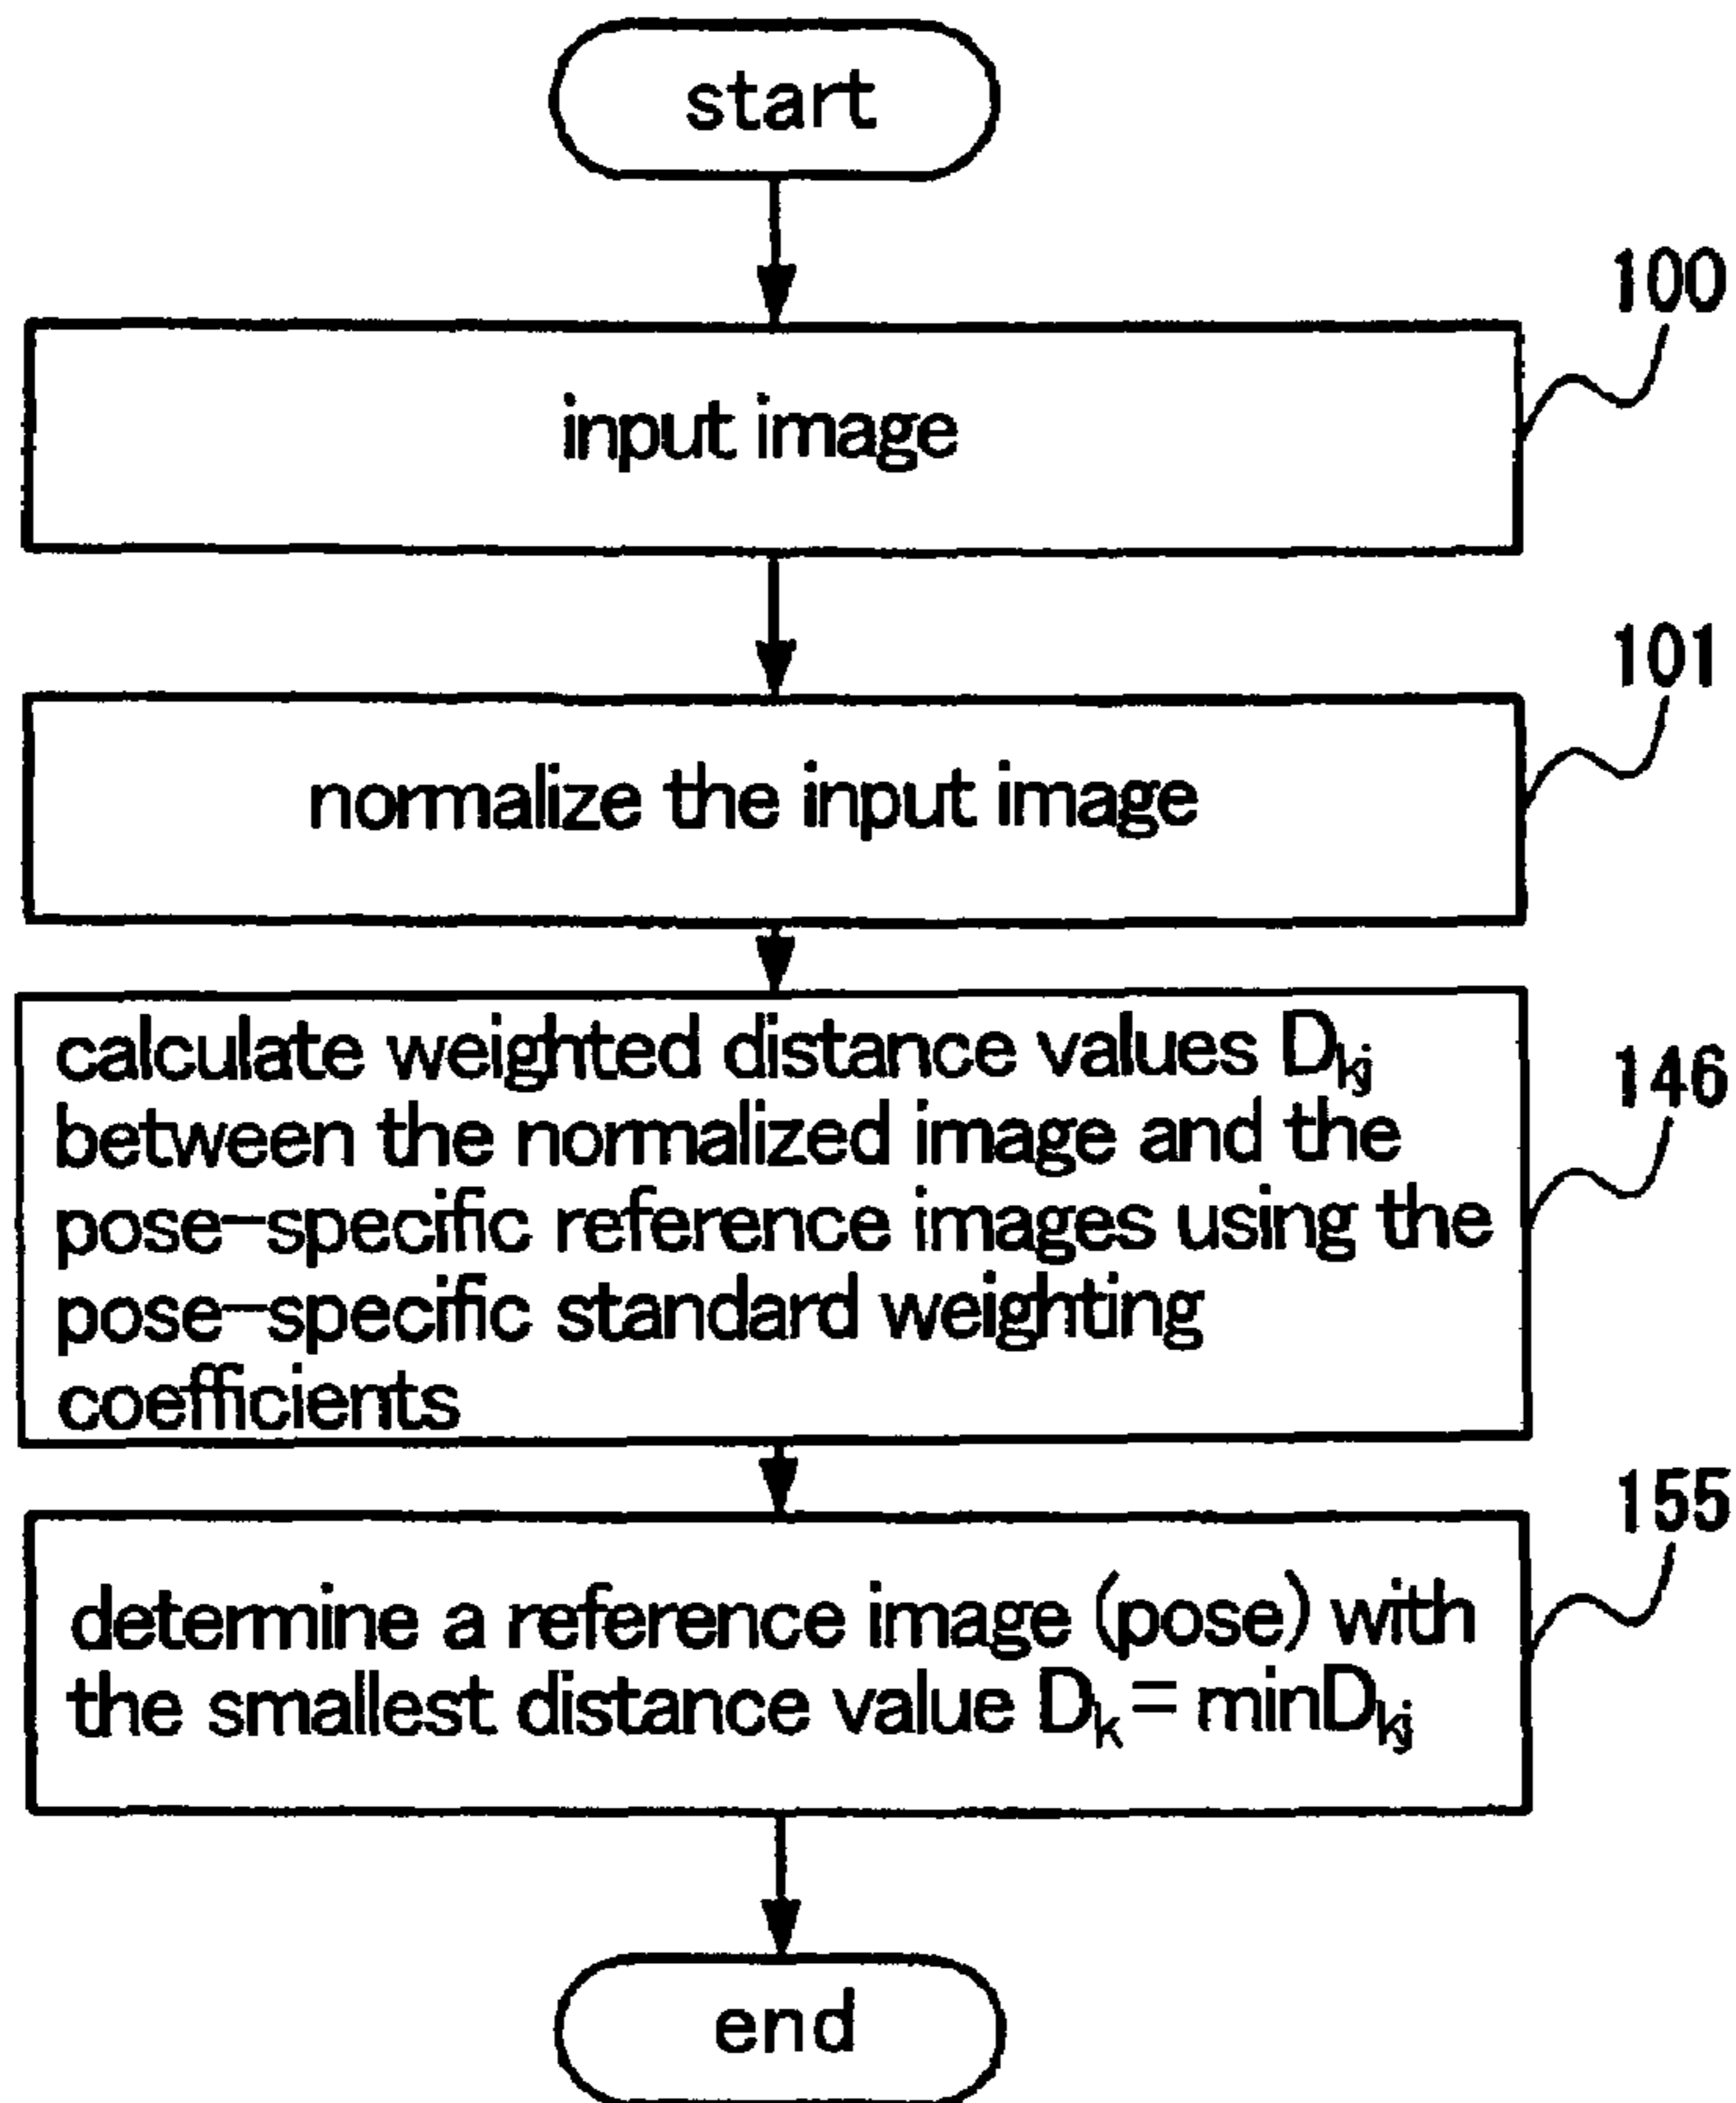 start
100
input image
101
normalize the input image
146
calculate weighted distance values Dkj
between the normalized image and the
pose-specific reference images using the
pose-specific standard weighting
coefficients
155
determine a reference image (pose) with
the smallest distance value Dk = minDkj
end